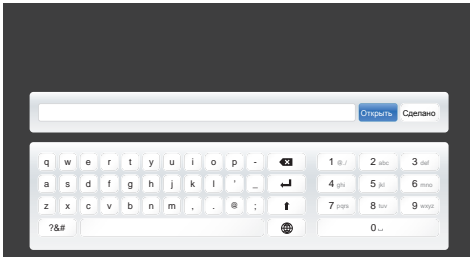 Открыть Сделано
q w e r t y u i o p - 1 @./ 2 abc 3 def
a s d f g h j k l ' _ 4 ghi 5 jkl 6 mno
z x c v b n m , . @ ; 7 pqrs 8 tuv 9 wxyz
?&# 0